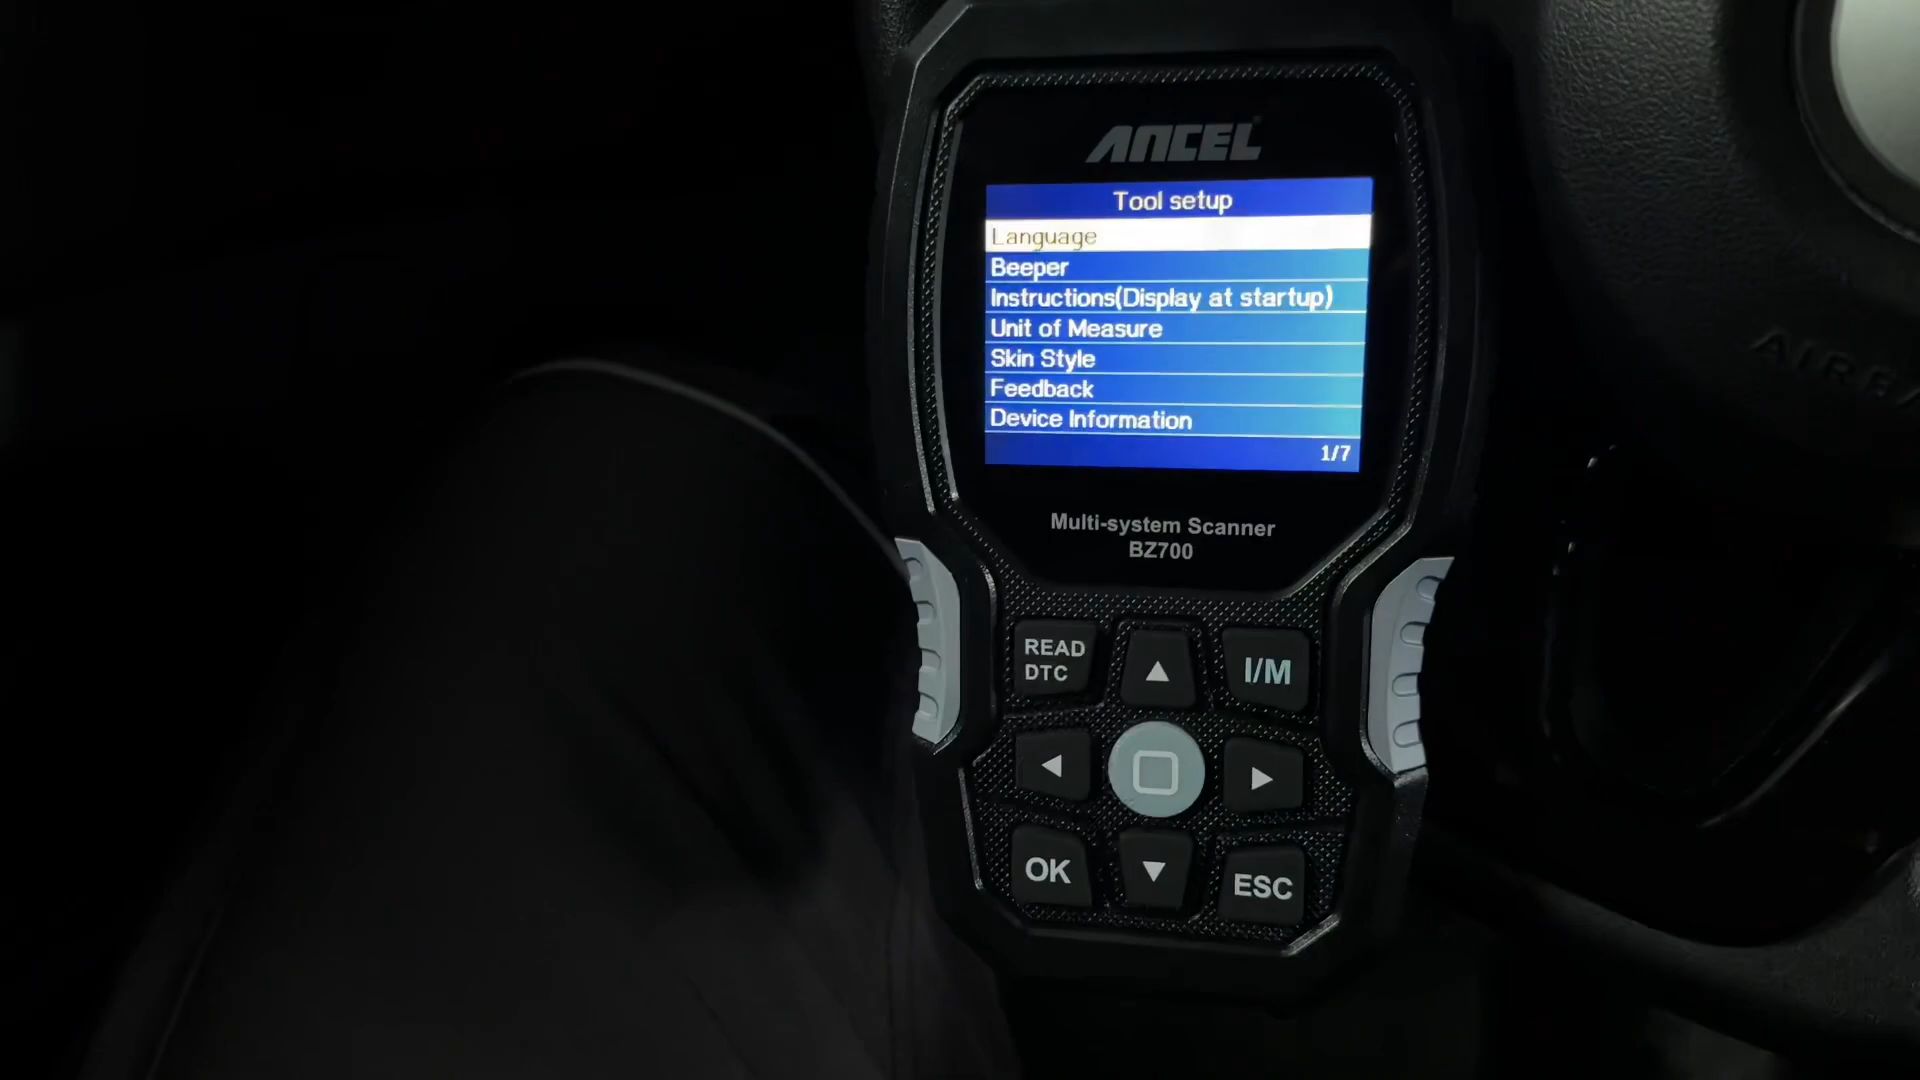 ANCEL
Tool setup
Language
Beeper
Instructions(Display at startup)
Unit of Measure
Skin Style
Feedback
Device Information
1/7
Multi-system Scanner
BZ700
READ
DTC
I/M
OK
ESC